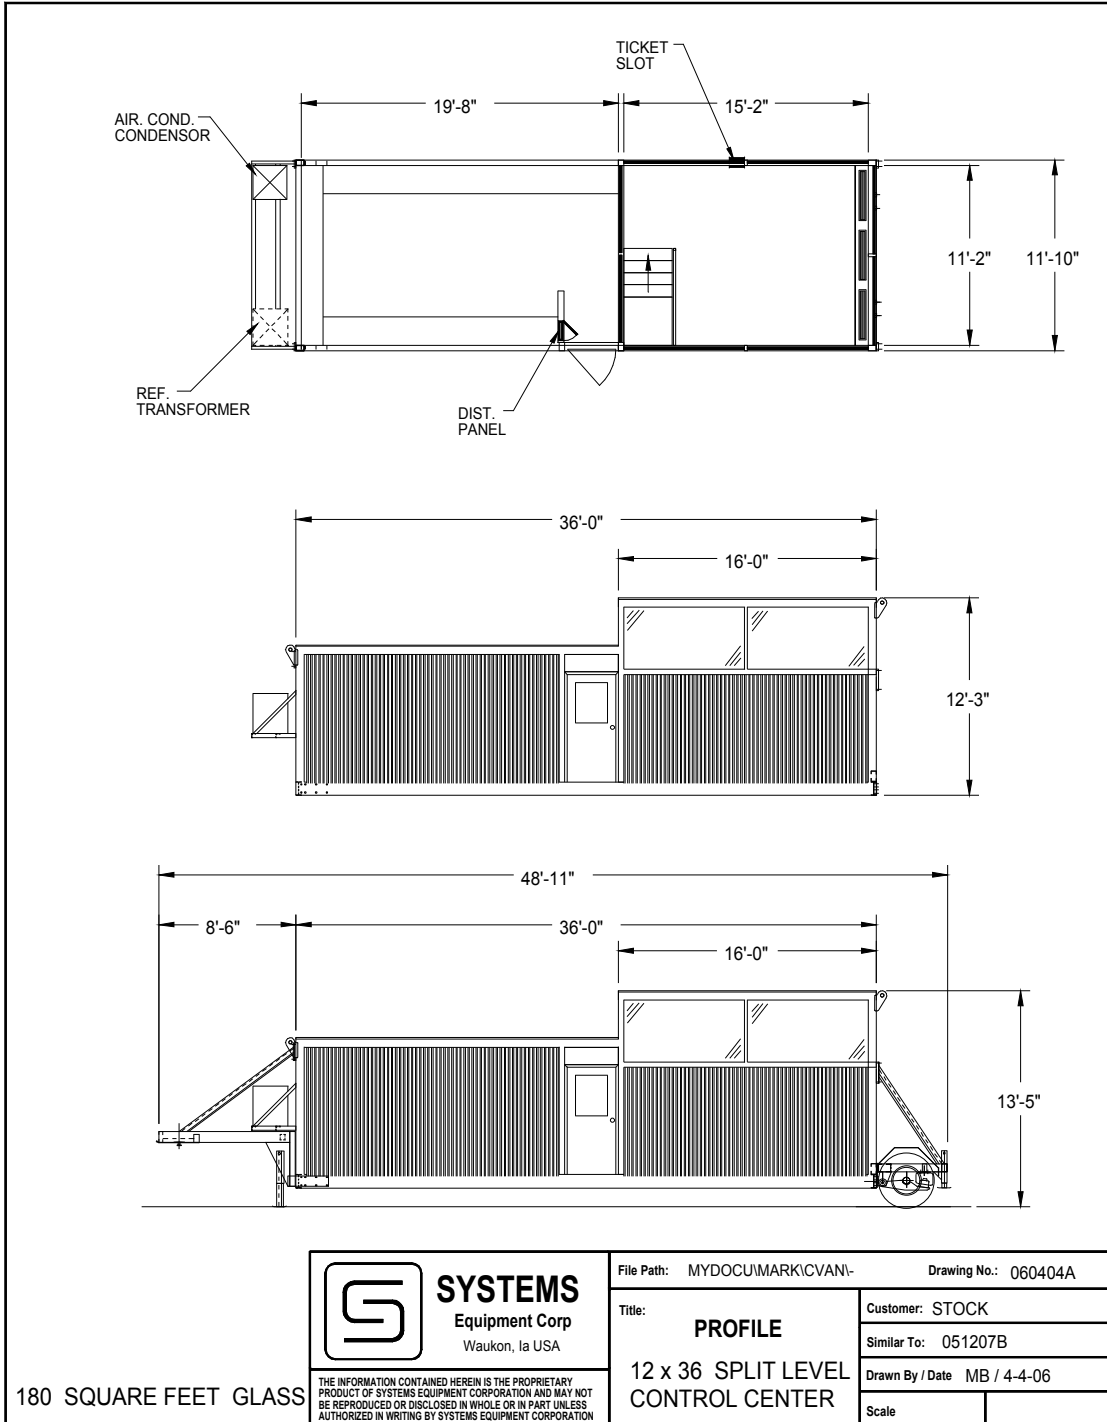 TICKET
SLOT
19'-8"
15'-2"
AIR. COND.
CONDENSOR
11'-2"
11'-10"
REF.
TRANSFORMER
DIST.
PANEL
36'-0"
16'-0"
12'-3"
48'-11"
8'-6"
36'-0"
16'-0"
13'-5"
180 SQUARE FEET GLASS
SYSTEMS
Equipment Corp
Waukon, Ia USA
THE INFORMATION CONTAINED HEREIN IS THE PROPRIETARY
PRODUCT OF SYSTEMS EQUIPMENT CORPORATION AND MAY NOT
BE REPRODUCED OR DISCLOSED IN WHOLE OR IN PART UNLESS
AUTHORIZED IN WRITING BY SYSTEMS EQUIPMENT CORPORATION
File Path: MYDOCU\MARK\CVAN\-
Drawing No.: 060404A
Title:
PROFILE
12 x 36 SPLIT LEVEL
CONTROL CENTER
Customer: STOCK
Similar To: 051207B
Drawn By / Date MB / 4-4-06
Scale